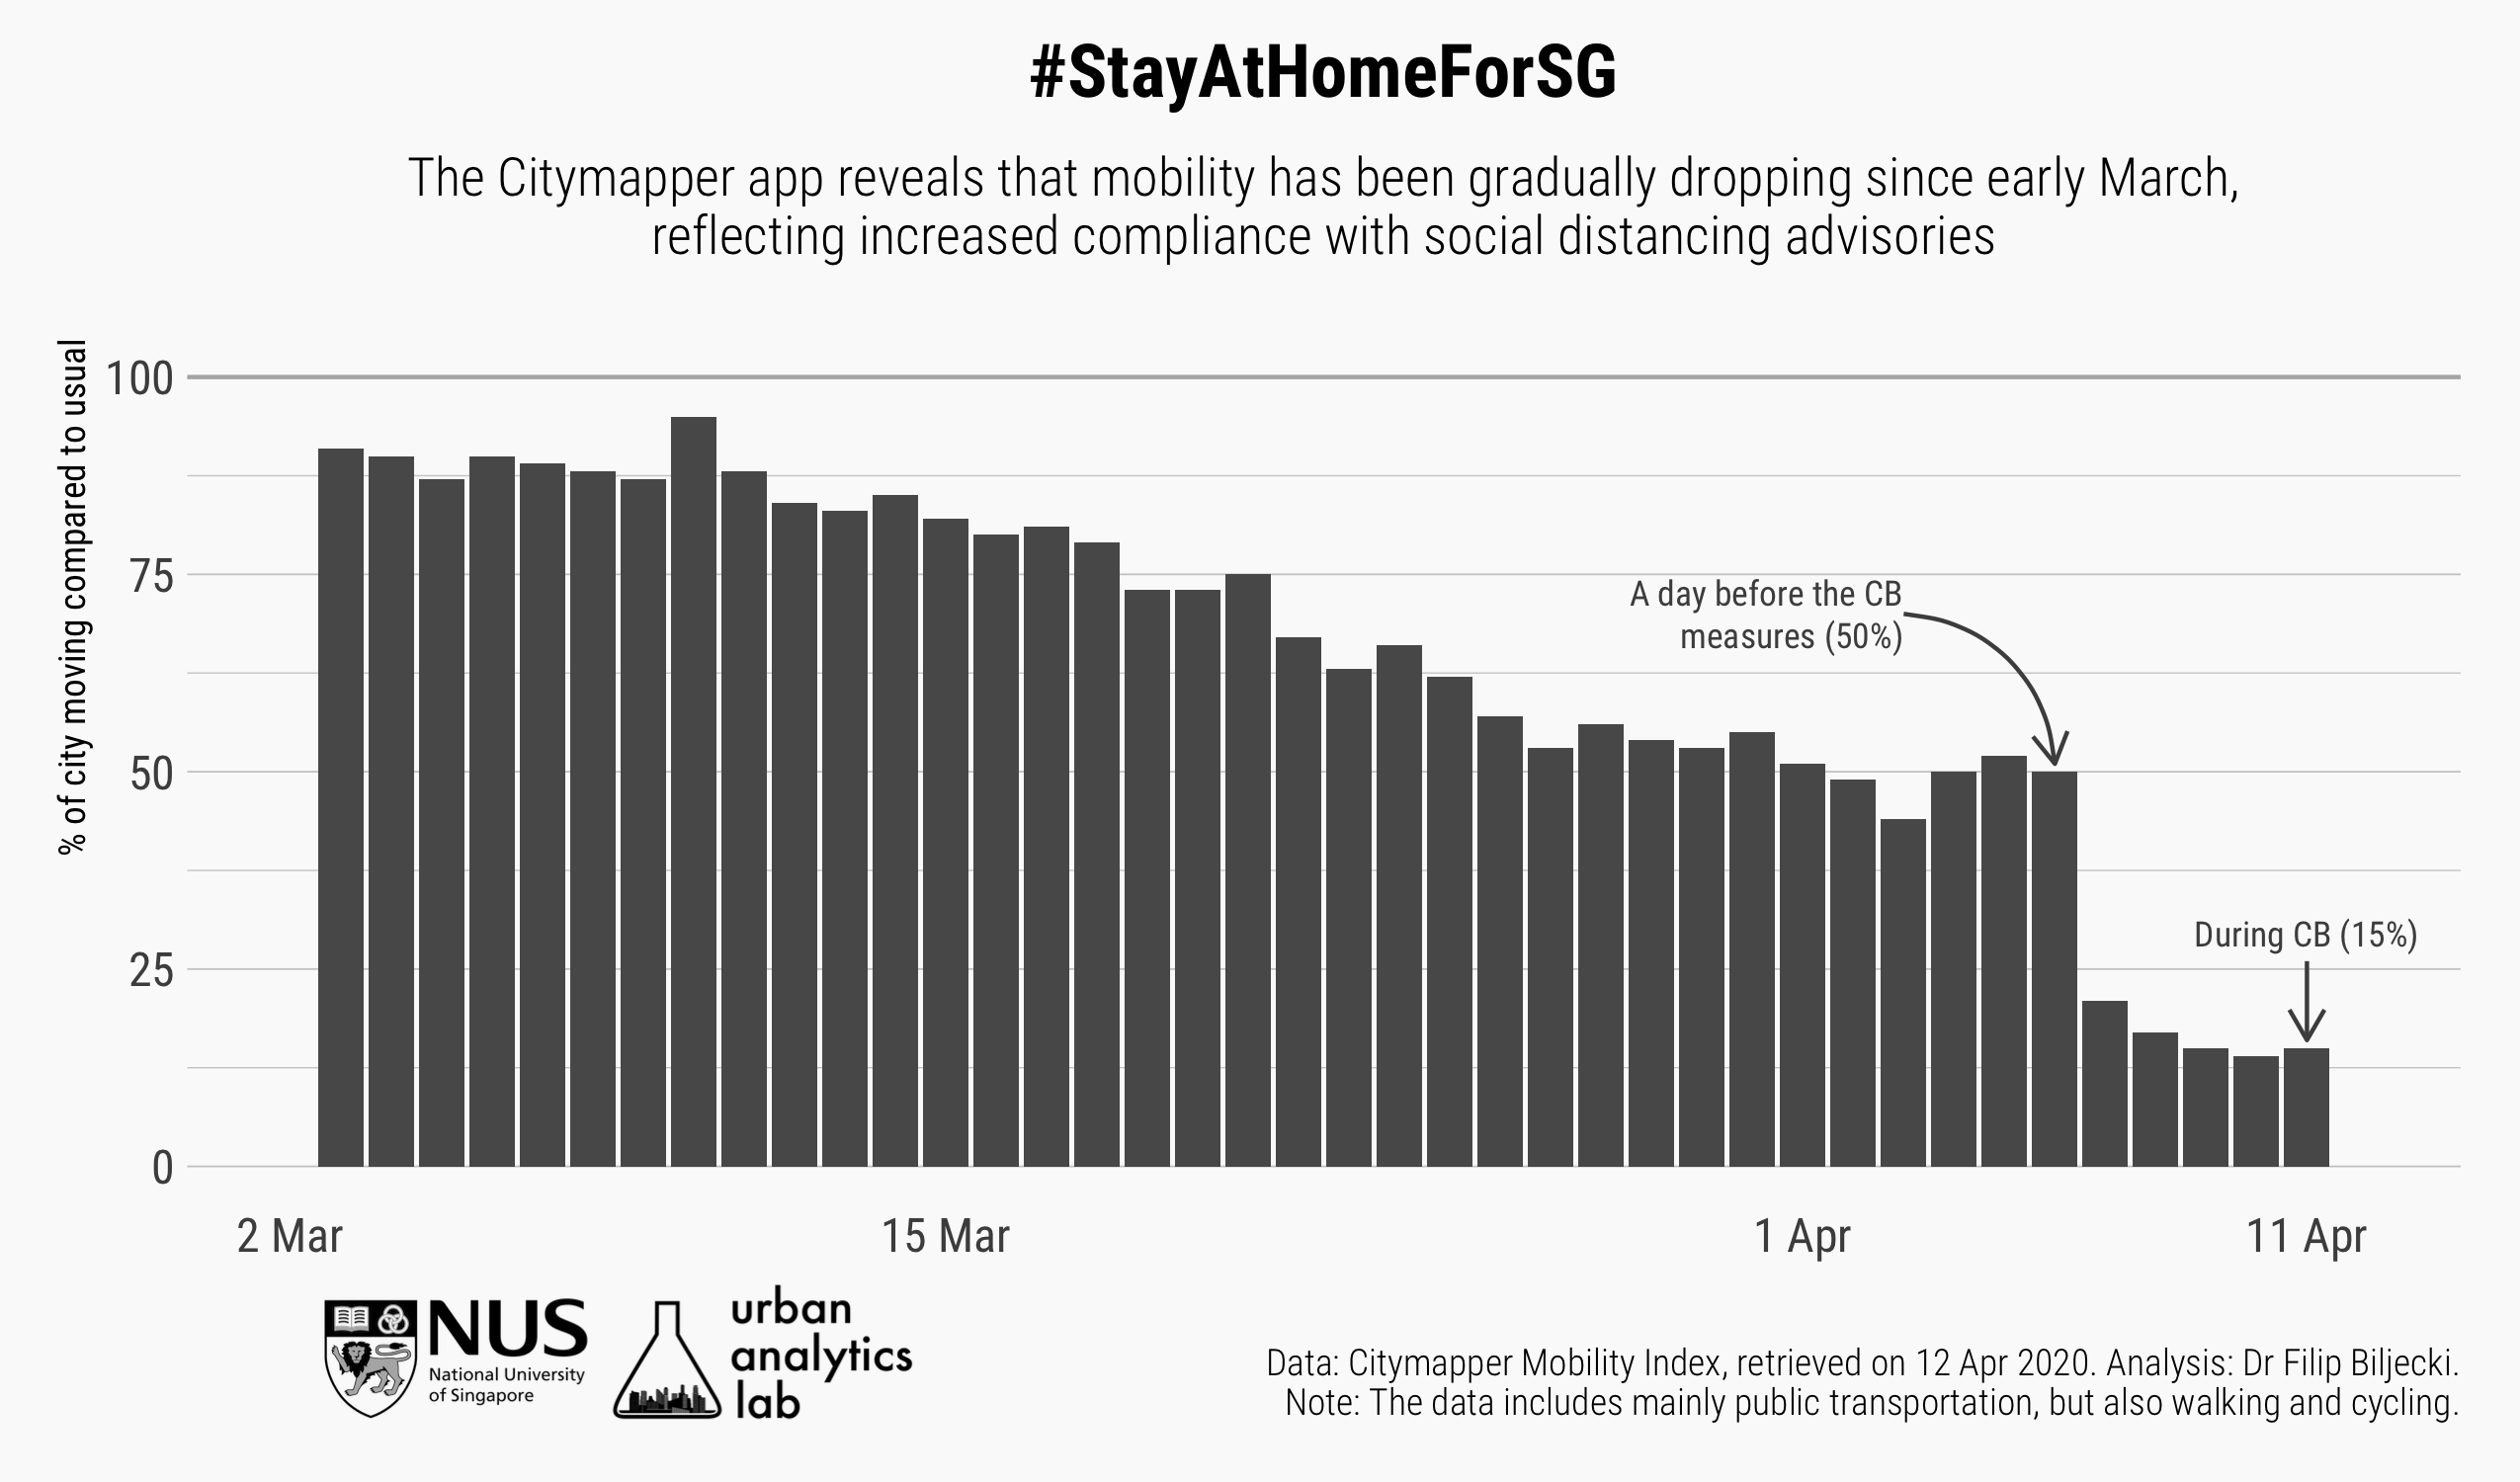 #StayAtHomeForSG
The Citymapper app reveals that mobility has been gradually dropping since early March,
reflecting increased compliance with social distancing advisories
% of city moving compared to usual
100
75
50
25
0
A day before the CB
measures (50%)
During CB (15%)
2 Mar
15 Mar
1 Apr
11 Apr
NUS
National University
of Singapore
urban
analytics
lab
Data: Citymapper Mobility Index, retrieved on 12 Apr 2020. Analysis: Dr Filip Biljecki.
Note: The data includes mainly public transportation, but also walking and cycling.